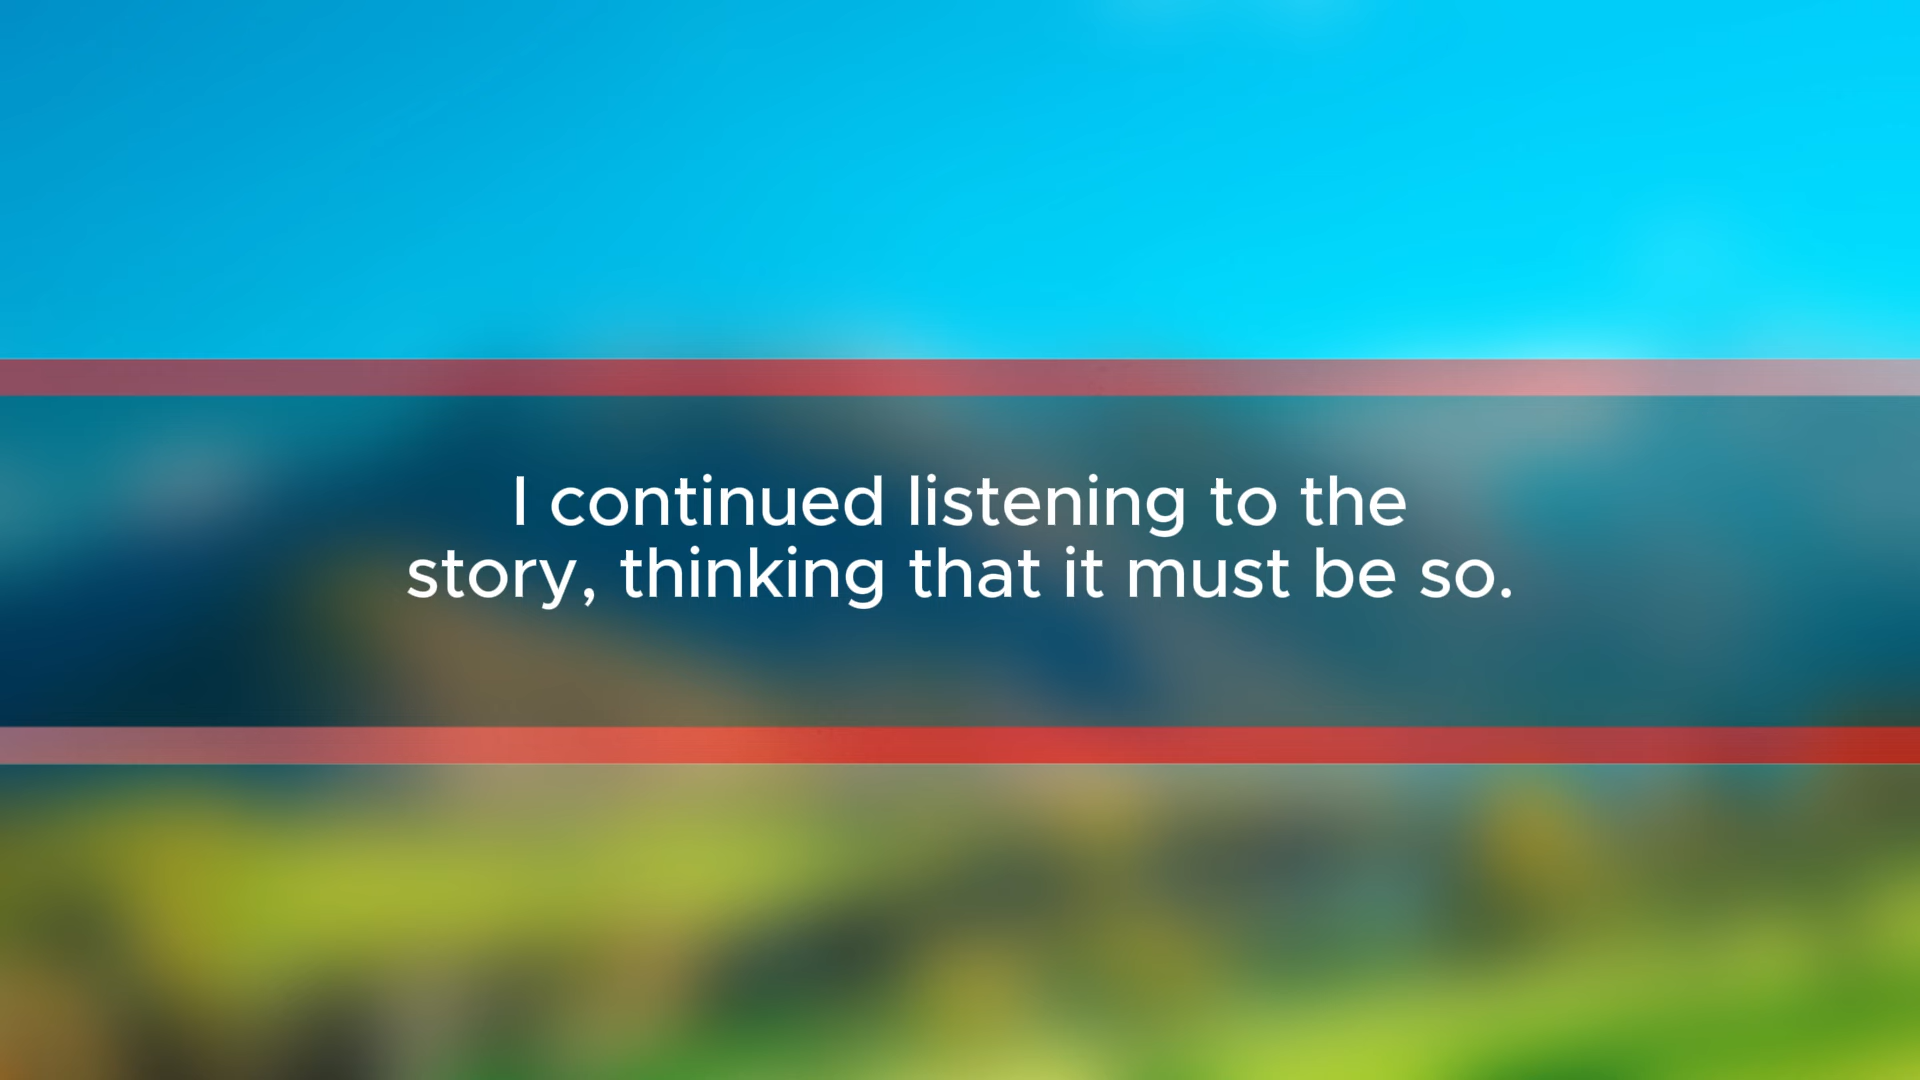 I continued listening to the
story, thinking that it must be so.